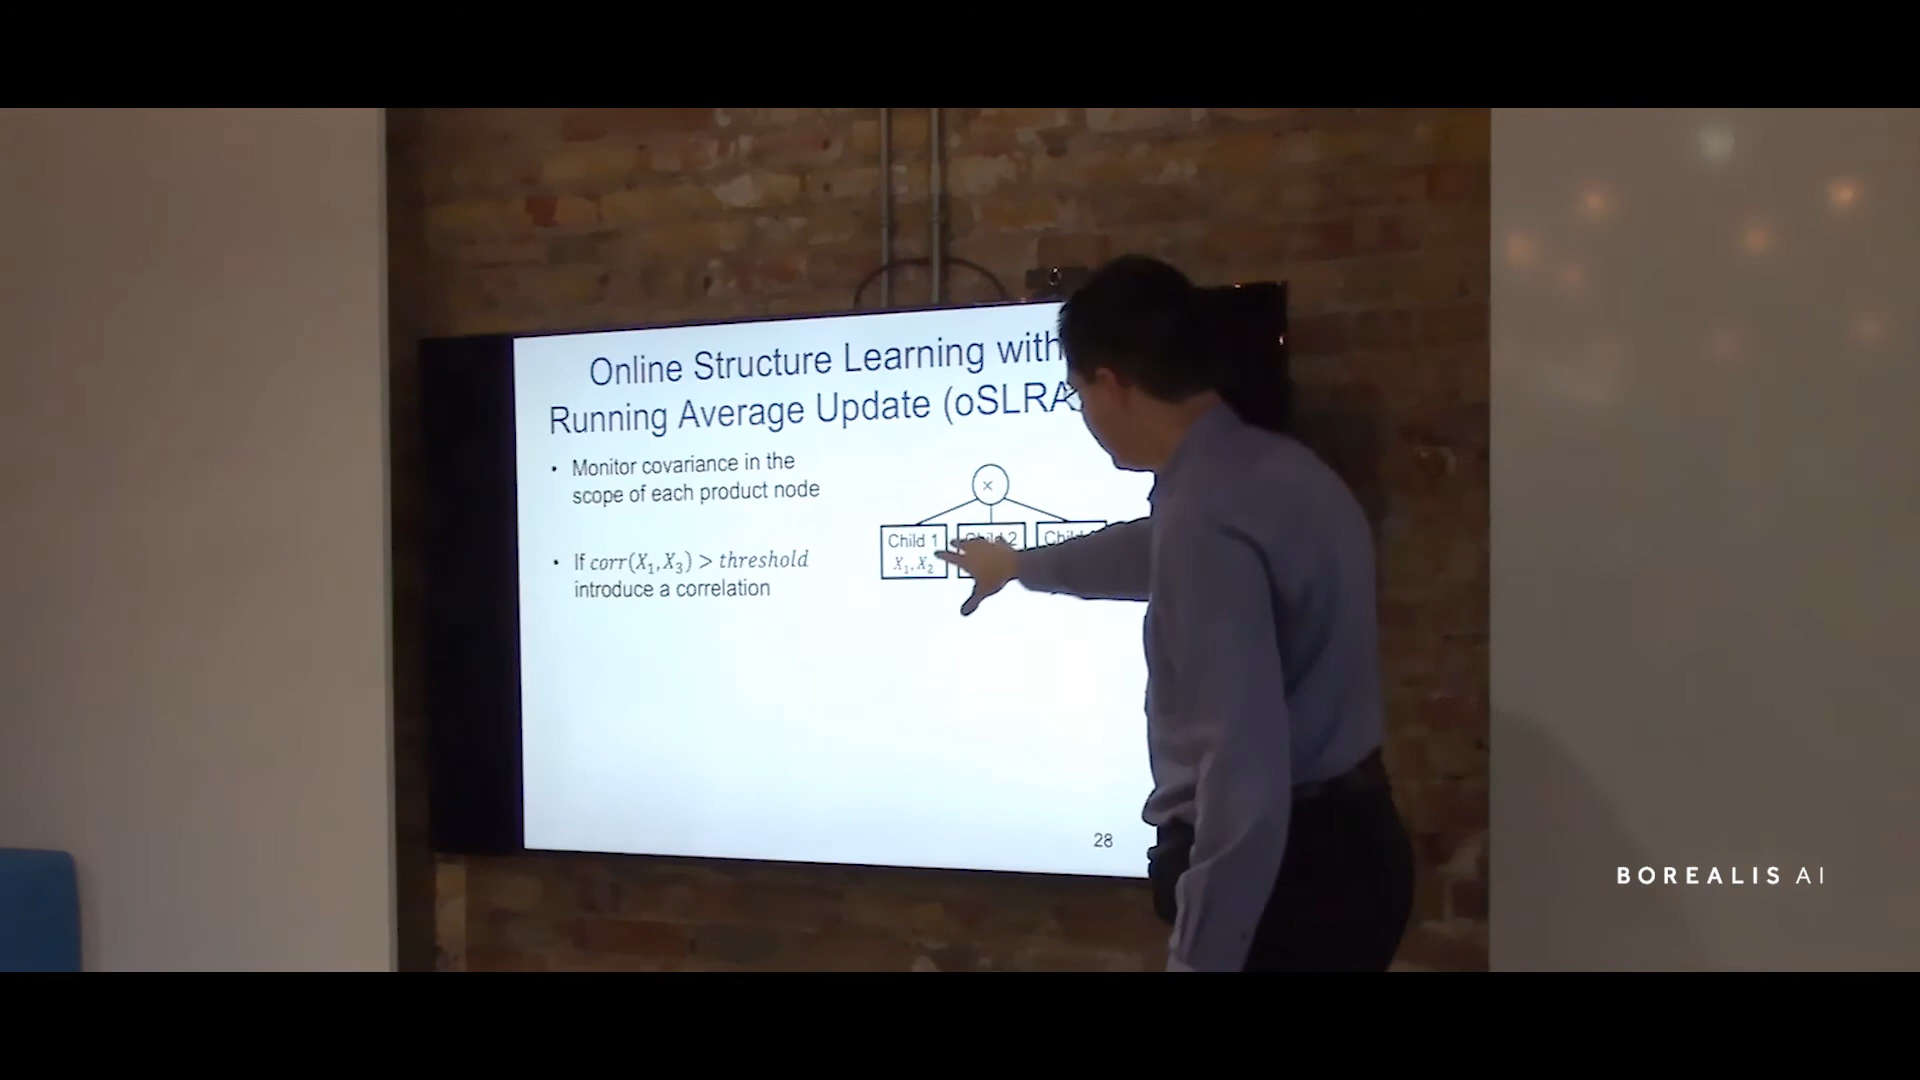 Online Structure Learning with
Running Average Update (oSLRA
• Monitor covariance in the
scope of each product node
• If corr(X₁,X₃) > threshold
introduce a correlation
×
Child 1
X₁,X₂
28
BOREALIS AI